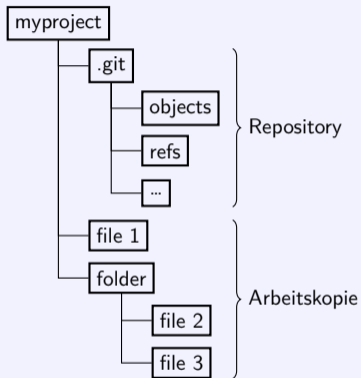 myproject
.git
objects
refs
...
Repository
file 1
folder
Arbeitskopie
file 2
file 3